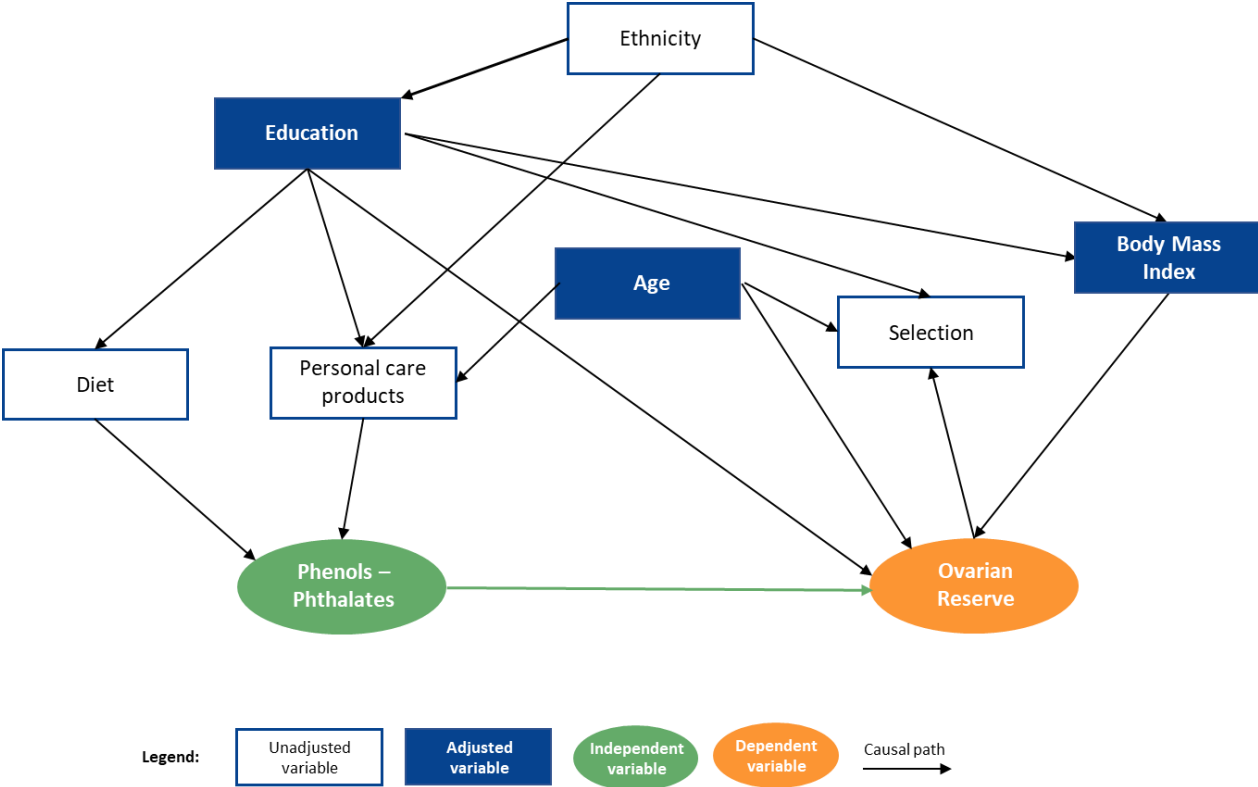 Ethnicity
Education
Body Mass
Index
Age
Selection
Diet
Personal care
products
Phenols –
Phthalates
Ovarian
Reserve
Legend:
Unadjusted
variable
Adjusted
variable
Independent
variable
Dependent
variable
Causal path